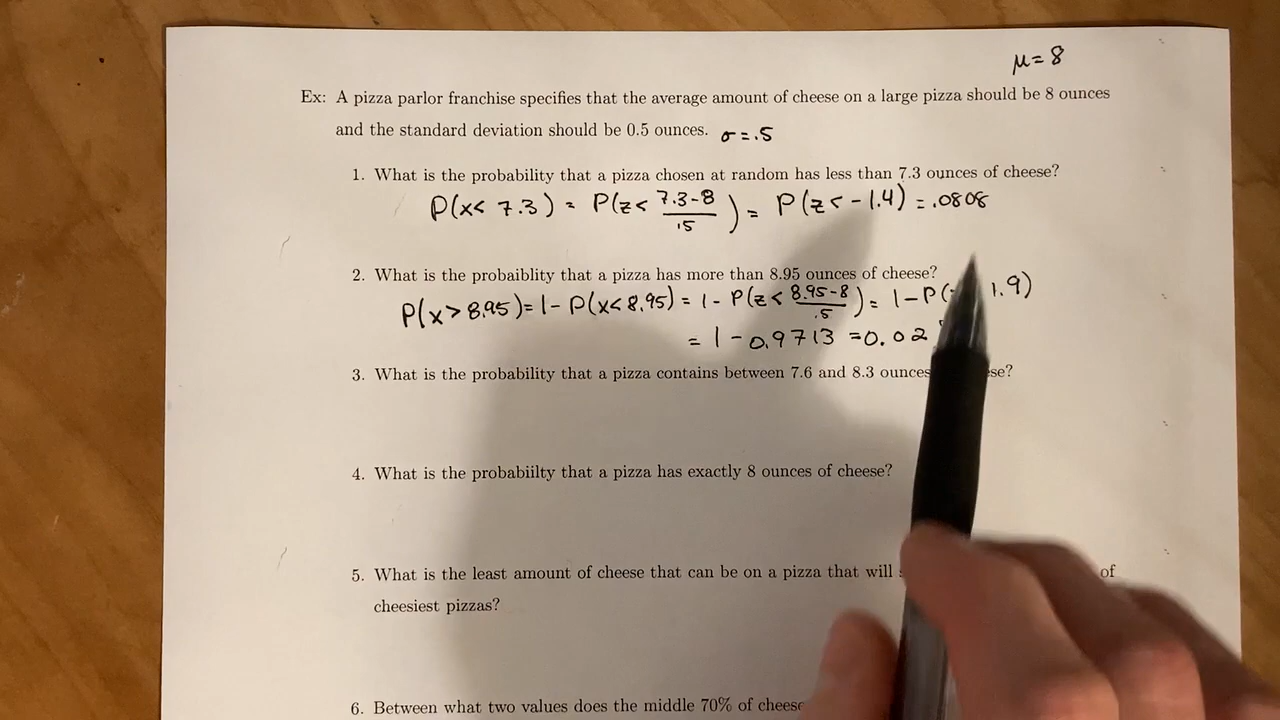 μ=8
Ex: A pizza parlor franchise specifies that the average amount of cheese on a large pizza should be 8 ounces
and the standard deviation should be 0.5 ounces. σ=.5
1. What is the probability that a pizza chosen at random has less than 7.3 ounces of cheese?
P(x< 7.3) = P(z< (7.3-8)/.5) = P(z< -1.4) = .0808
2. What is the probaiblity that a pizza has more than 8.95 ounces of cheese?
P(x>8.95)=1-P(x<8.95) = 1-P(z< (8.95-8)/.5) = 1-P( 1.9)
= 1-0.9713 =0.02
3. What is the probability that a pizza contains between 7.6 and 8.3 ounces
4. What is the probabiilty that a pizza has exactly 8 ounces of cheese?
5. What is the least amount of cheese that can be on a pizza that will of
cheesiest pizzas?
6. Between what two values does the middle 70% of